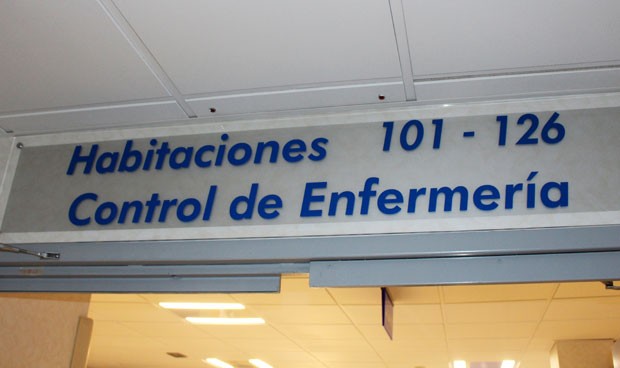 Habitaciones 101 - 126
Control de Enfermería